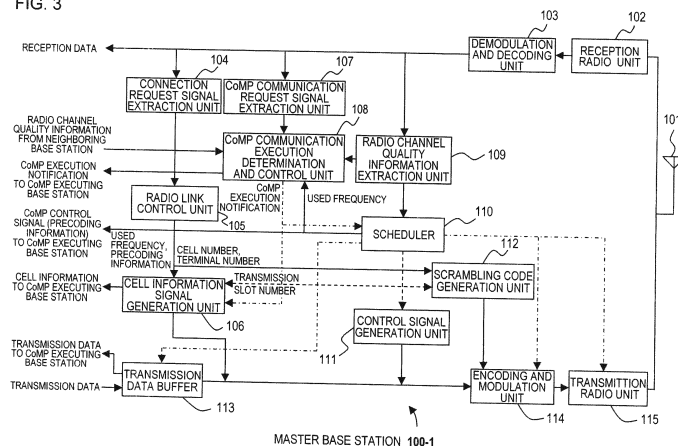 FIG. 3
103
102
RECEPTION DATA
DEMODULATION
AND DECODING
UNIT
RECEPTION
RADIO UNIT
104
107
CONNECTION
REQUEST SIGNAL
EXTRACTION UNIT
CoMP COMMUNICATION
REQUEST SIGNAL
EXTRACTION UNIT
101
RADIO CHANNEL
QUALITY INFORMATION
FROM NEIGHBORING
BASE STATION
108
CoMP COMMUNICATION
EXECUTION
DETERMINATION
AND CONTROL UNIT
RADIO CHANNEL
QUALITY
INFORMATION
EXTRACTION UNIT
109
CoMP EXECUTION
NOTIFICATION
TO CoMP EXECUTING
BASE STATION
CoMP
EXECUTION
NOTIFICATION
USED FREQUENCY
RADIO LINK
CONTROL UNIT
105
110
SCHEDULER
CoMP CONTROL
SIGNAL (PRECODING
INFORMATION)
TO CoMP EXECUTING
BASE STATION
USED
FREQUENCY,
PRECODING
INFORMATION
CELL NUMBER,
TERMINAL NUMBER
112
SCRAMBLING CODE
GENERATION UNIT
CELL INFORMATION
TO CoMP EXECUTING
BASE STATION
CELL INFORMATION
SIGNAL
GENERATION UNIT
TRANSMISSION
SLOT NUMBER
106
CONTROL SIGNAL
GENERATION UNIT
111
TRANSMISSION DATA
TO CoMP EXECUTING
BASE STATION
TRANSMISSION DATA
TRANSMISSION
DATA BUFFER
113
ENCODING AND
MODULATION
UNIT
114
TRANSMITTION
RADIO UNIT
115
MASTER BASE STATION 100-1